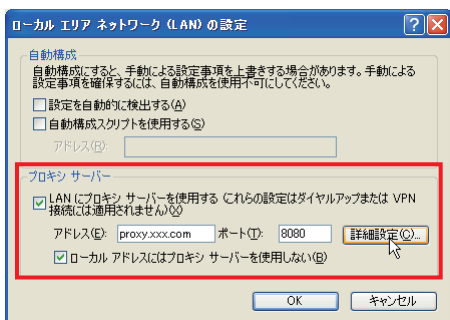 ローカル エリア ネットワーク (LAN) の設定
自動構成
自動構成にすると、手動による設定事項を上書きする場合があります。手動による
設定事項を確保するには、自動構成を使用不可にしてください。
設定を自動的に検出する(A)
自動構成スクリプトを使用する(S)
アドレス(R):
プロキシ サーバー
LAN にプロキシ サーバーを使用する (これらの設定はダイヤルアップまたは VPN
接続には適用されません)(X)
アドレス(E): proxy.xxx.com ポート(T): 8080 詳細設定(C)...
ローカル アドレスにはプロキシ サーバーを使用しない(B)
OK キャンセル